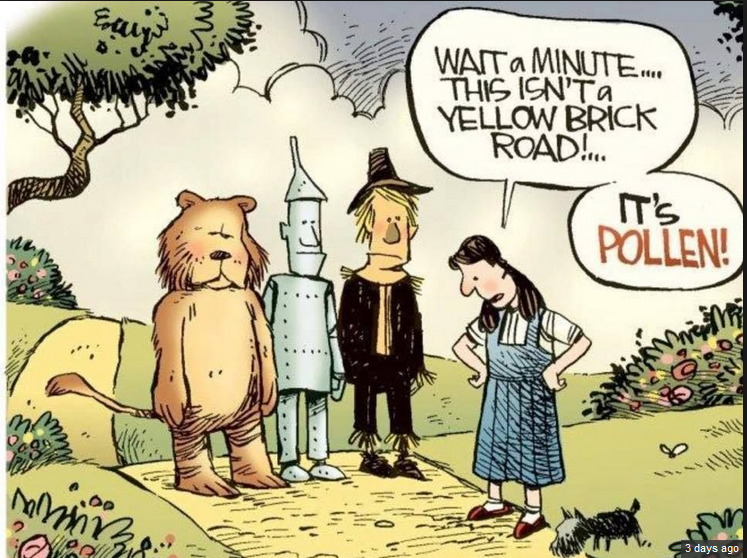 WAIT a MINUTE....
THIS ISN'T a
YELLOW BRICK
ROAD!...
IT'S
POLLEN!
3 days ago